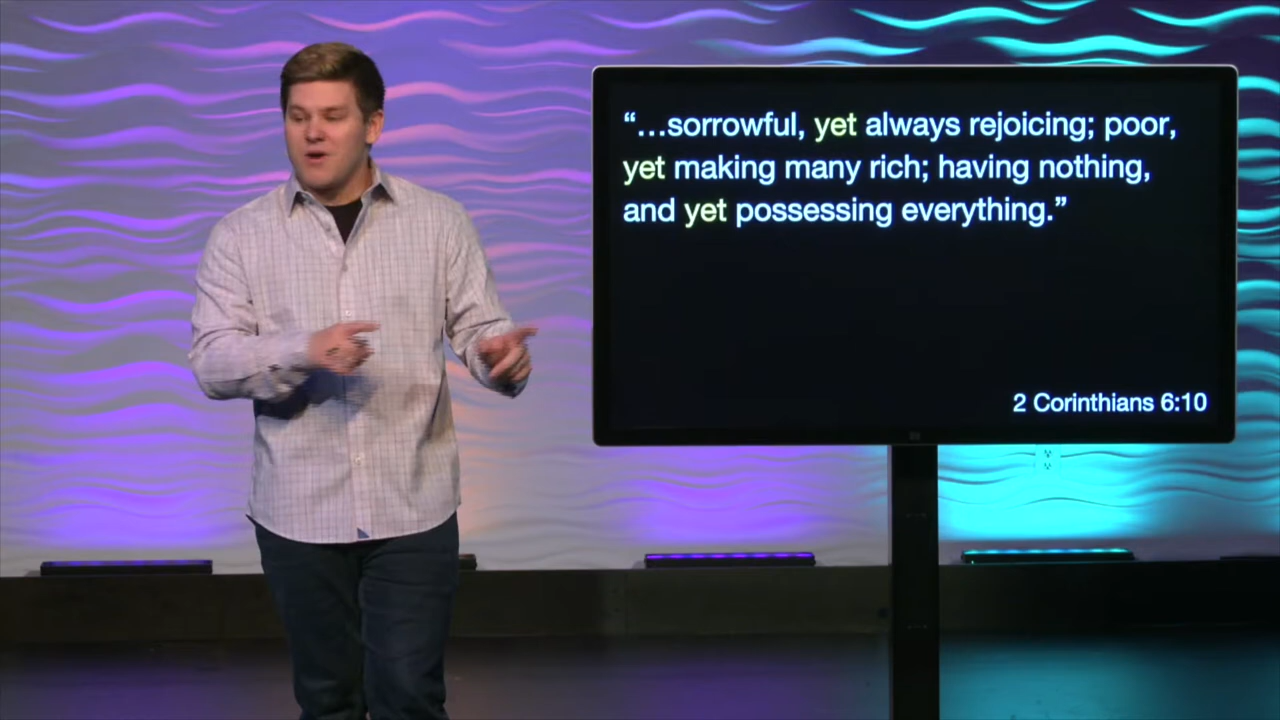 “…sorrowful, yet always rejoicing; poor,
yet making many rich; having nothing,
and yet possessing everything.”
2 Corinthians 6:10